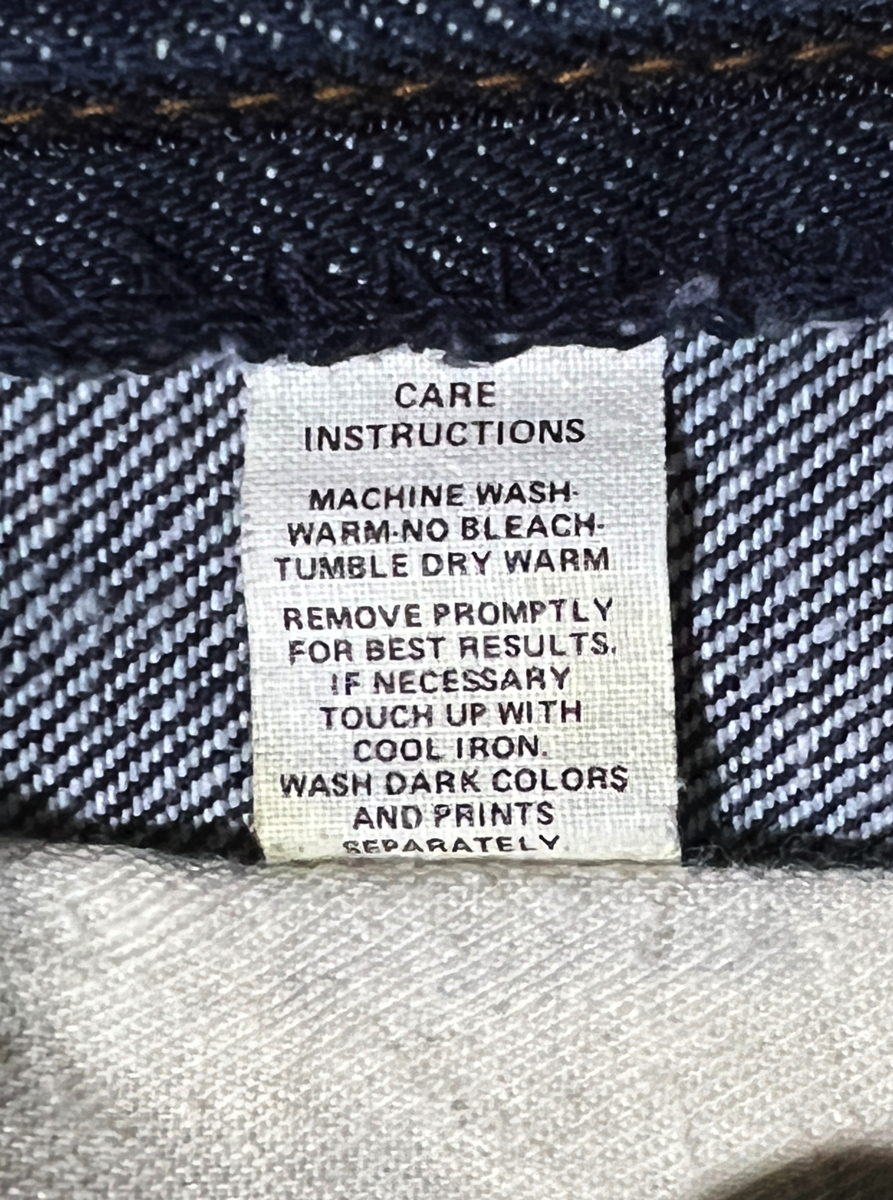 CARE
INSTRUCTIONS
MACHINE WASH-
WARM-NO BLEACH-
TUMBLE DRY WARM
REMOVE PROMPTLY
FOR BEST RESULTS.
IF NECESSARY
TOUCH UP WITH
COOL IRON.
WASH DARK COLORS
AND PRINTS
SEPARATELY